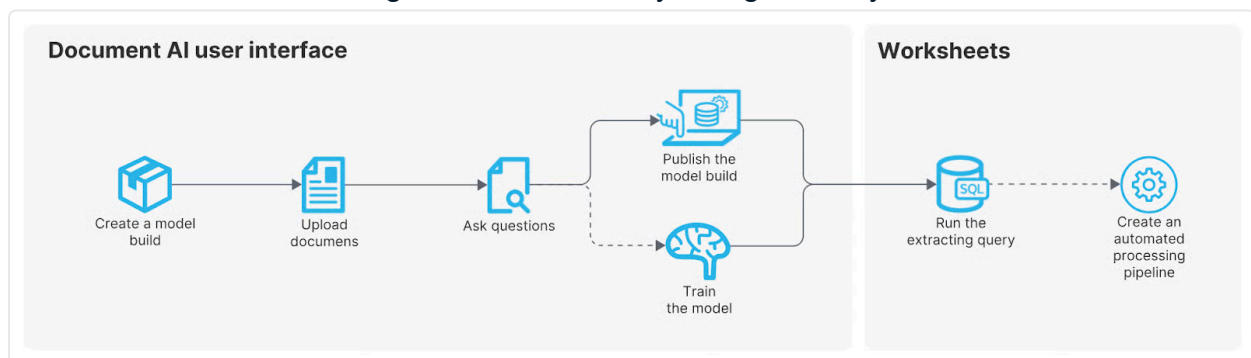 Document AI user interface
Worksheets
Create a model
build
Upload
documens
Ask questions
Publish the
model build
Train
the model
SQL
Run the
extracting query
Create an
automated
processing
pipeline